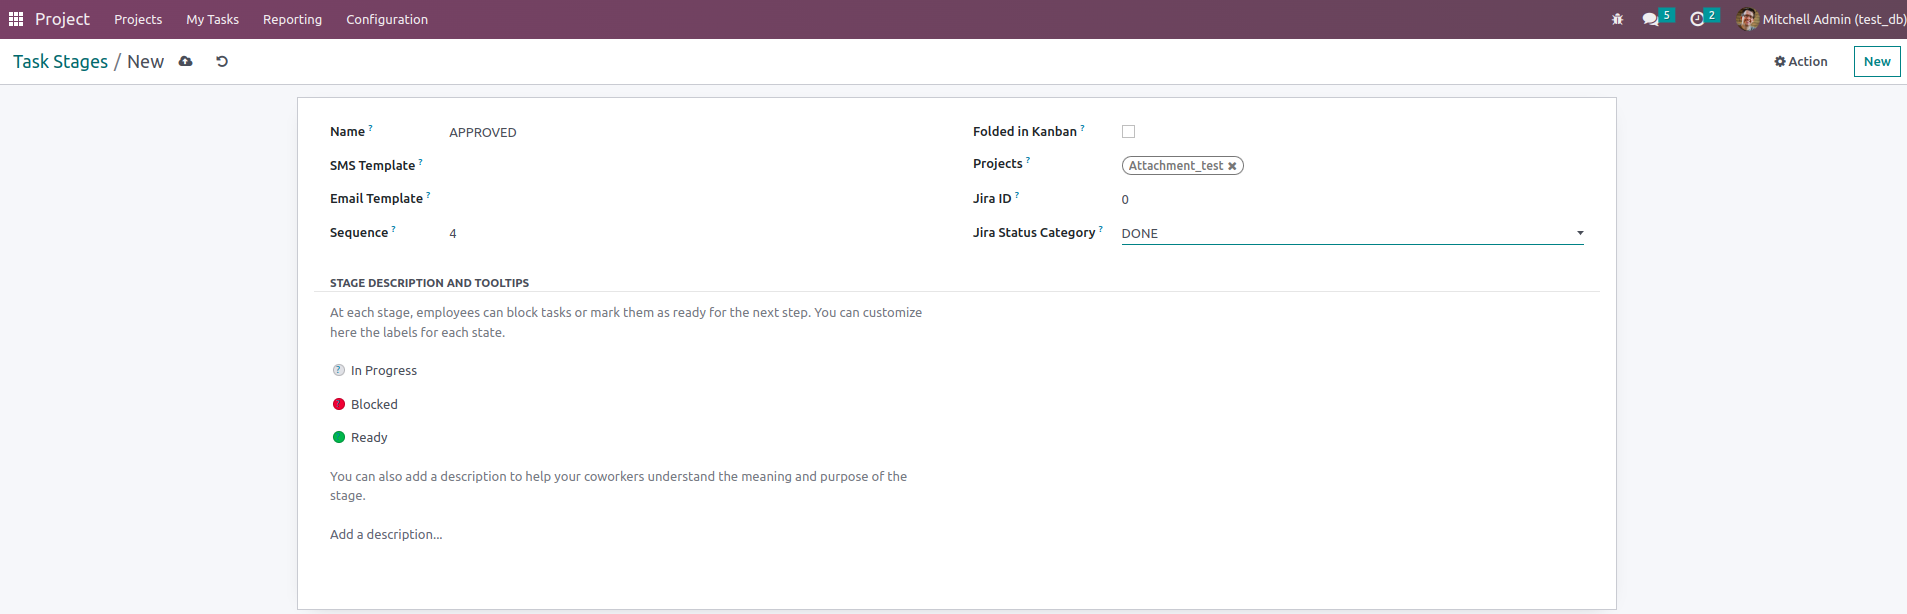 Project Projects My Tasks Reporting Configuration 5 2 Mitchell Admin (test_db)
Task Stages / New Action New
Name ? APPROVED Folded in Kanban ?
SMS Template ? Projects ? Attachment_test ✖
Email Template ? Jira ID ? 0
Sequence ? 4 Jira Status Category ? DONE
STAGE DESCRIPTION AND TOOLTIPS
At each stage, employees can block tasks or mark them as ready for the next step. You can customize
here the labels for each state.
? In Progress
Blocked
Ready
You can also add a description to help your coworkers understand the meaning and purpose of the
stage.
Add a description...